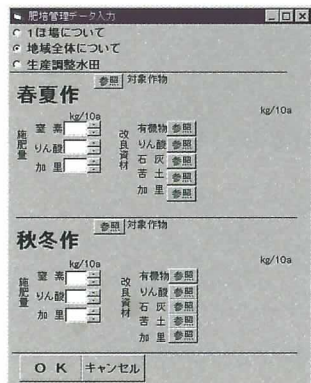 肥培管理データ入力
1ほ場について
地域全体について
生産調整水田
参照 対象作物
春夏作
kg/10a kg/10a
施肥量
窒素
りん酸
加里
改良資材
有機物 参照
りん酸 参照
石灰 参照
苦土 参照
加里 参照
参照 対象作物
秋冬作
kg/10a kg/10a
施肥量
窒素
りん酸
加里
改良資材
有機物 参照
りん酸 参照
石灰 参照
苦土 参照
加里 参照
OK キャンセル